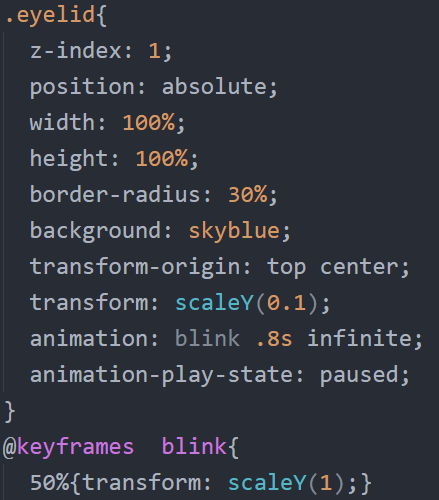 .eyelid{
  z-index: 1;
  position: absolute;
  width: 100%;
  height: 100%;
  border-radius: 30%;
  background: skyblue;
  transform-origin: top center;
  transform: scaleY(0.1);
  animation: blink .8s infinite;
  animation-play-state: paused;
}
@keyframes  blink{
  50%{transform: scaleY(1);}